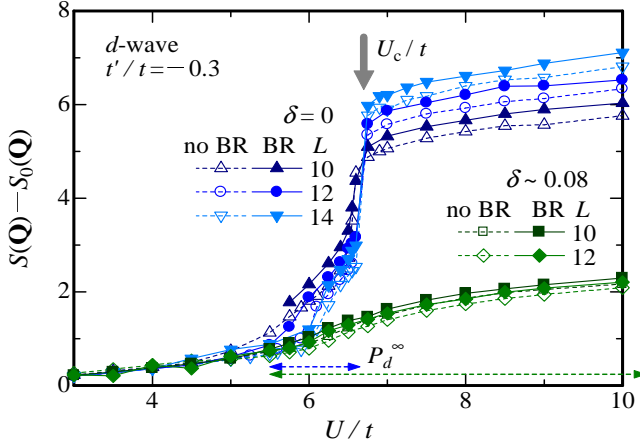 8
6
4
2
0
S(Q)−S₀(Q)
d-wave
t'/t=−0.3
U_c/t
δ=0
no BR BR L
10
12
14
δ~0.08
no BR BR L
10
12
P_d^∞
4 6 8 10
U/t